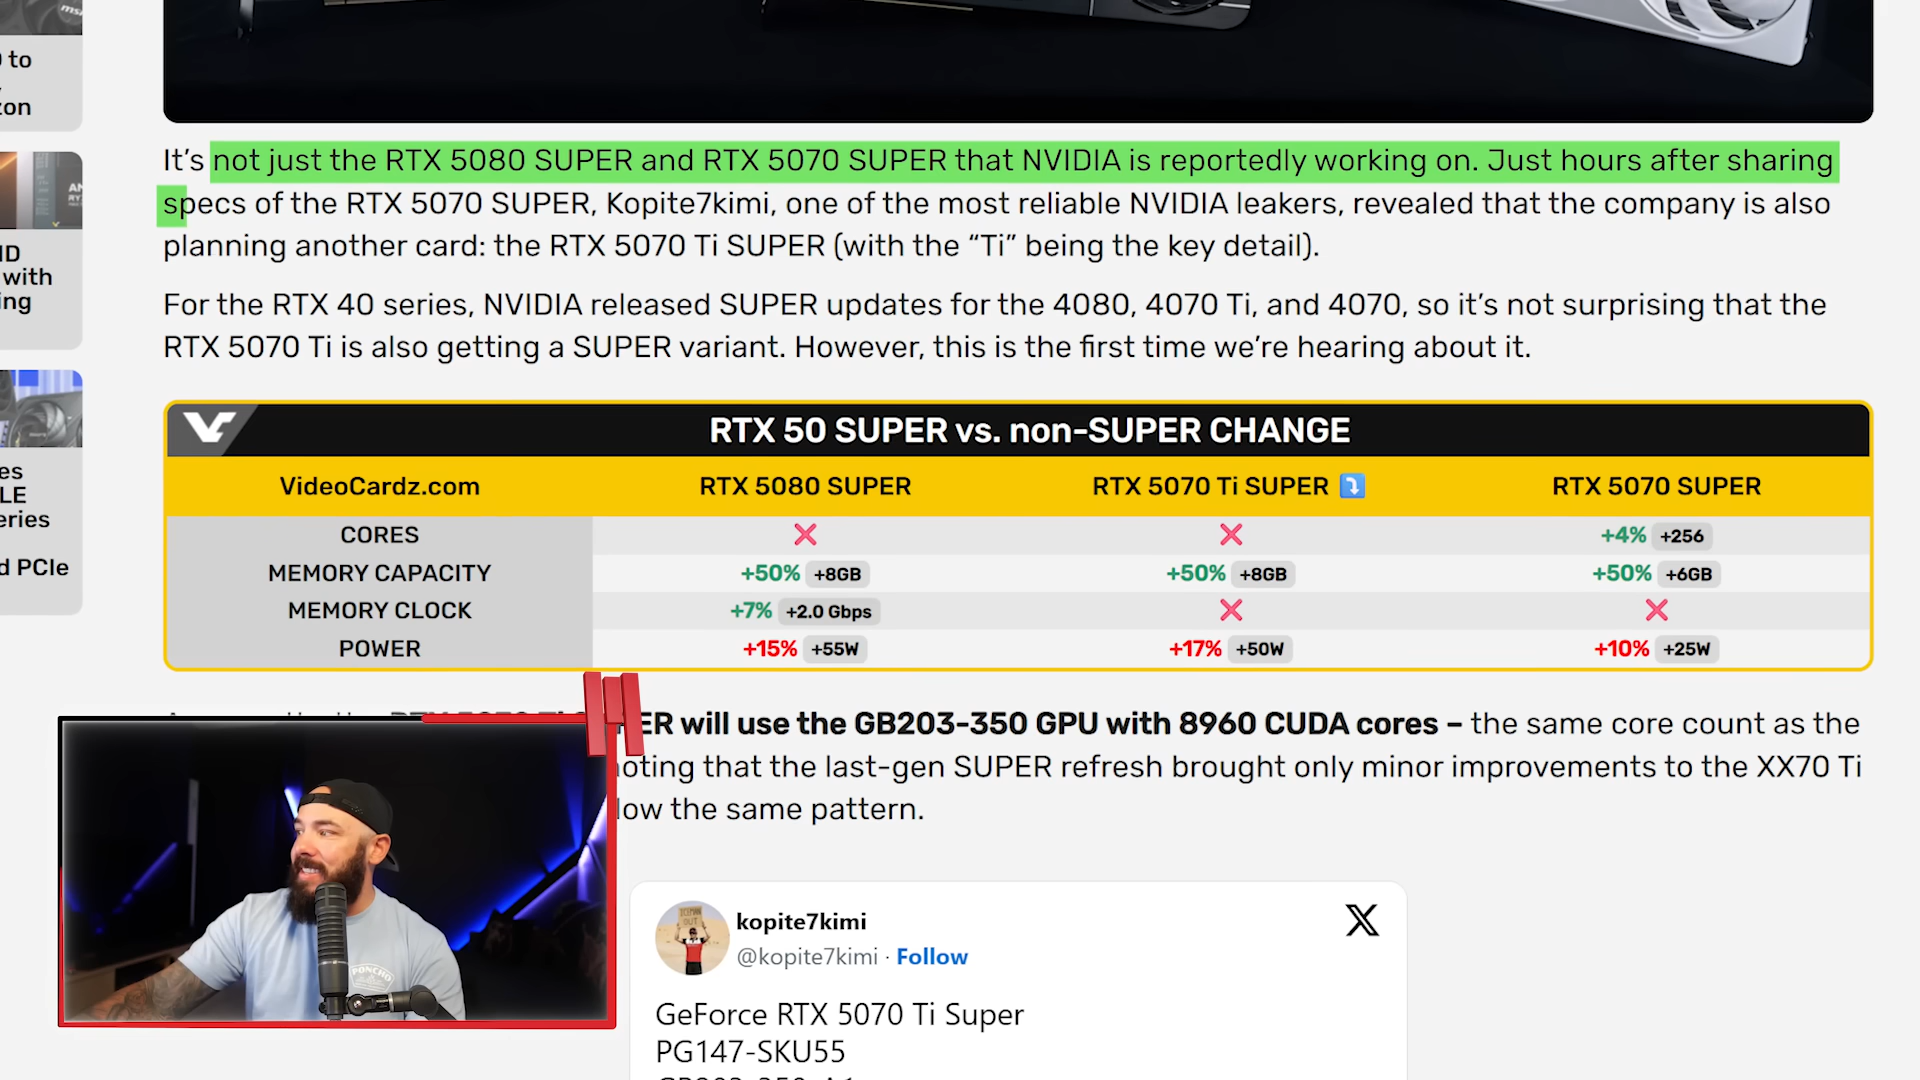 to
It's not just the RTX 5080 SUPER and RTX 5070 SUPER that NVIDIA is reportedly working on. Just hours after sharing
specs of the RTX 5070 SUPER, Kopite7kimi, one of the most reliable NVIDIA leakers, revealed that the company is also
planning another card: the RTX 5070 Ti SUPER (with the “Ti” being the key detail).
with
For the RTX 40 series, NVIDIA released SUPER updates for the 4080, 4070 Ti, and 4070, so it's not surprising that the
RTX 5070 Ti is also getting a SUPER variant. However, this is the first time we're hearing about it.
RTX 50 SUPER vs. non-SUPER CHANGE
VideoCardz.com RTX 5080 SUPER RTX 5070 Ti SUPER RTX 5070 SUPER
CORES ❌ ❌ +4% +256
MEMORY CAPACITY +50% +8GB +50% +8GB +50% +6GB
MEMORY CLOCK +7% +2.0 Gbps ❌ ❌
POWER +15% +55W +17% +50W +10% +25W
PCIe
ER will use the GB203-350 GPU with 8960 CUDA cores – the same core count as the
oting that the last-gen SUPER refresh brought only minor improvements to the XX70 Ti
low the same pattern.
PONCHO
kopite7kimi
@kopite7kimi · Follow
GeForce RTX 5070 Ti Super
PG147-SKU55